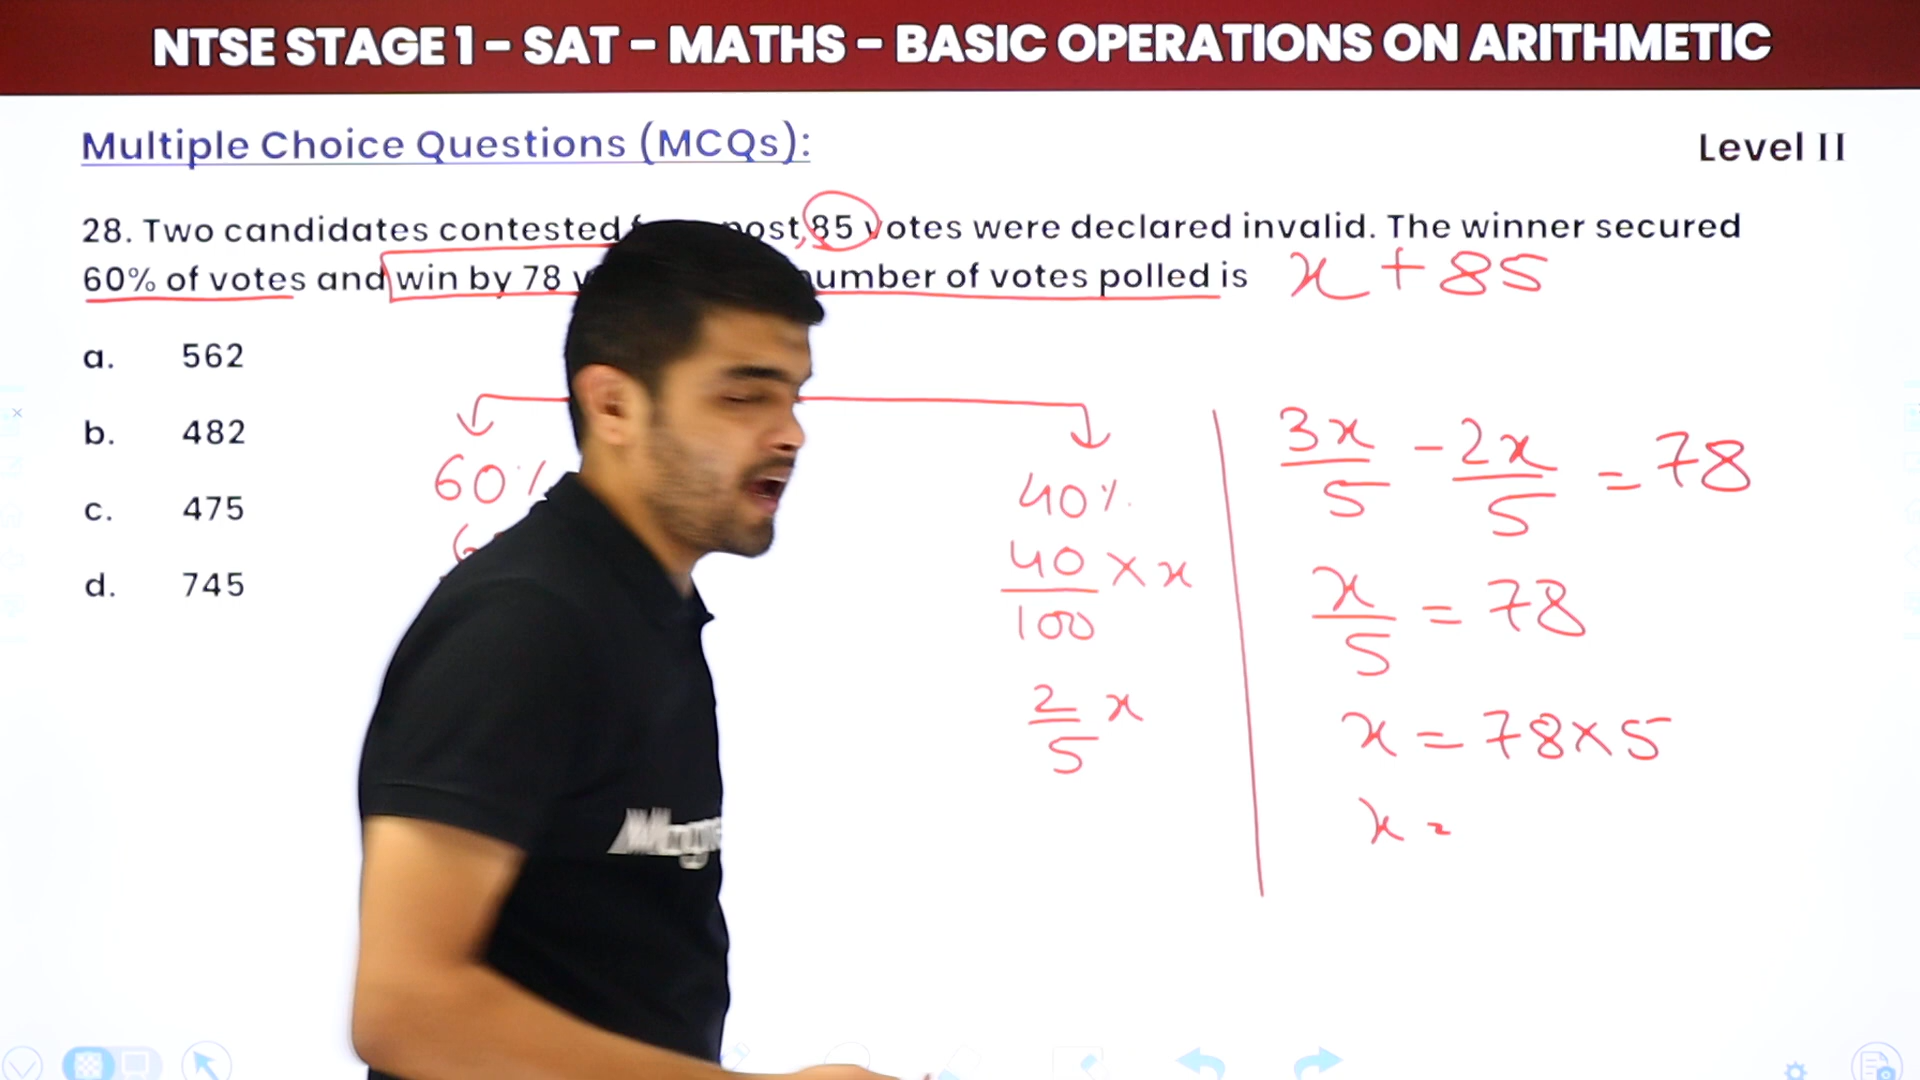 NTSE STAGE 1 – SAT – MATHS – BASIC OPERATIONS ON ARITHMETIC
Multiple Choice Questions (MCQs):
Level II
28. Two candidates contested 85 votes were declared invalid. The winner secured
60% of votes and win by 78 number of votes polled is
x + 85
a. 562
b. 482
c. 475
d. 745
60%
40%
40/100 × x
2/5 x
3x/5 - 2x/5 = 78
x/5 = 78
x = 78×5
x =